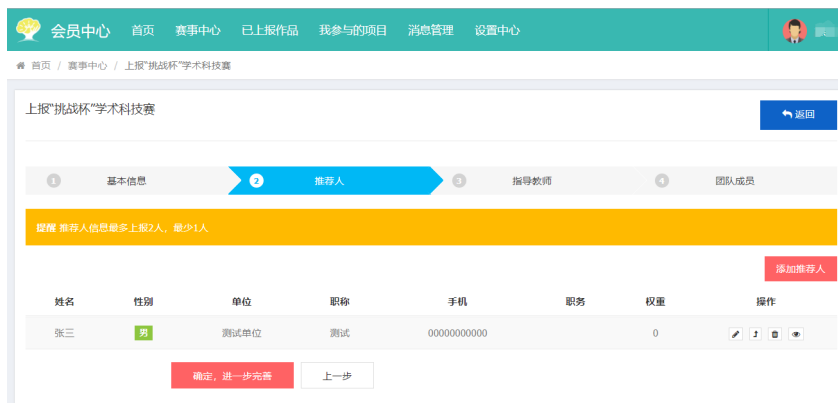 会员中心 首页 赛事中心 已上报作品 我参与的项目 消息管理 设置中心
首页 / 赛事中心 / 上报"挑战杯"学术科技赛
上报"挑战杯"学术科技赛
返回
1 基本信息 2 推荐人 3 指导教师 4 团队成员
提醒 推荐人信息最多上报2人，最少1人
添加推荐人
姓名 性别 单位 职称 手机 职务 权重 操作
张三 男 测试单位 测试 00000000000 0
确定，进一步完善 上一步